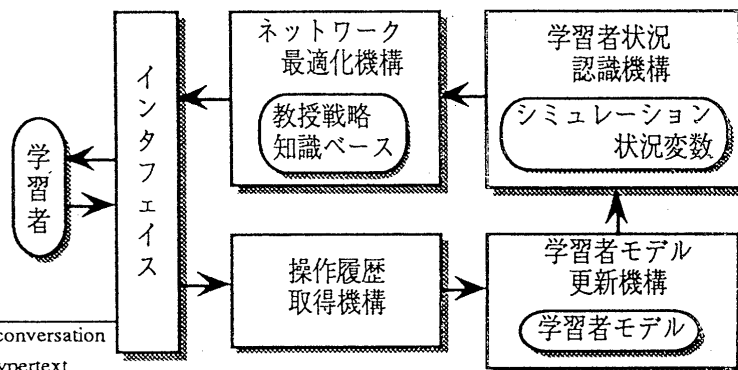 学習者
インタフェイス
ネットワーク
最適化機構
教授戦略
知識ベース
学習者状況
認識機構
シミュレーション
状況変数
操作履歴
取得機構
学習者モデル
更新機構
学習者モデル
conversation
ypertext